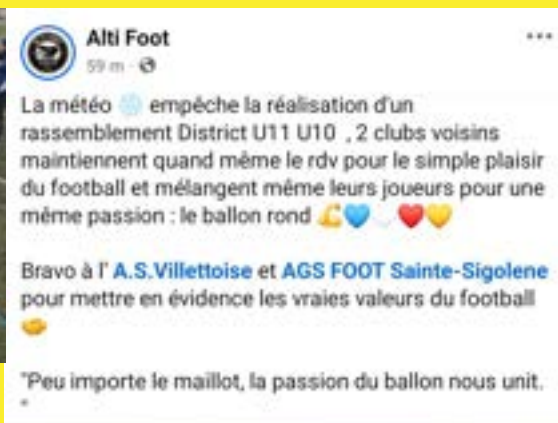 Alti Foot
59 m
La météo ❄️ empêche la réalisation d'un
rassemblement District U11 U10 , 2 clubs voisins
maintiennent quand même le rdv pour le simple plaisir
du football et mélangent même leurs joueurs pour une
même passion : le ballon rond 💪💙🤍❤️💛
Bravo à l' A.S.Villettoise et AGS FOOT Sainte-Sigolene
pour mettre en évidence les vraies valeurs du football
🤝
"Peu importe le maillot, la passion du ballon nous unit.
"